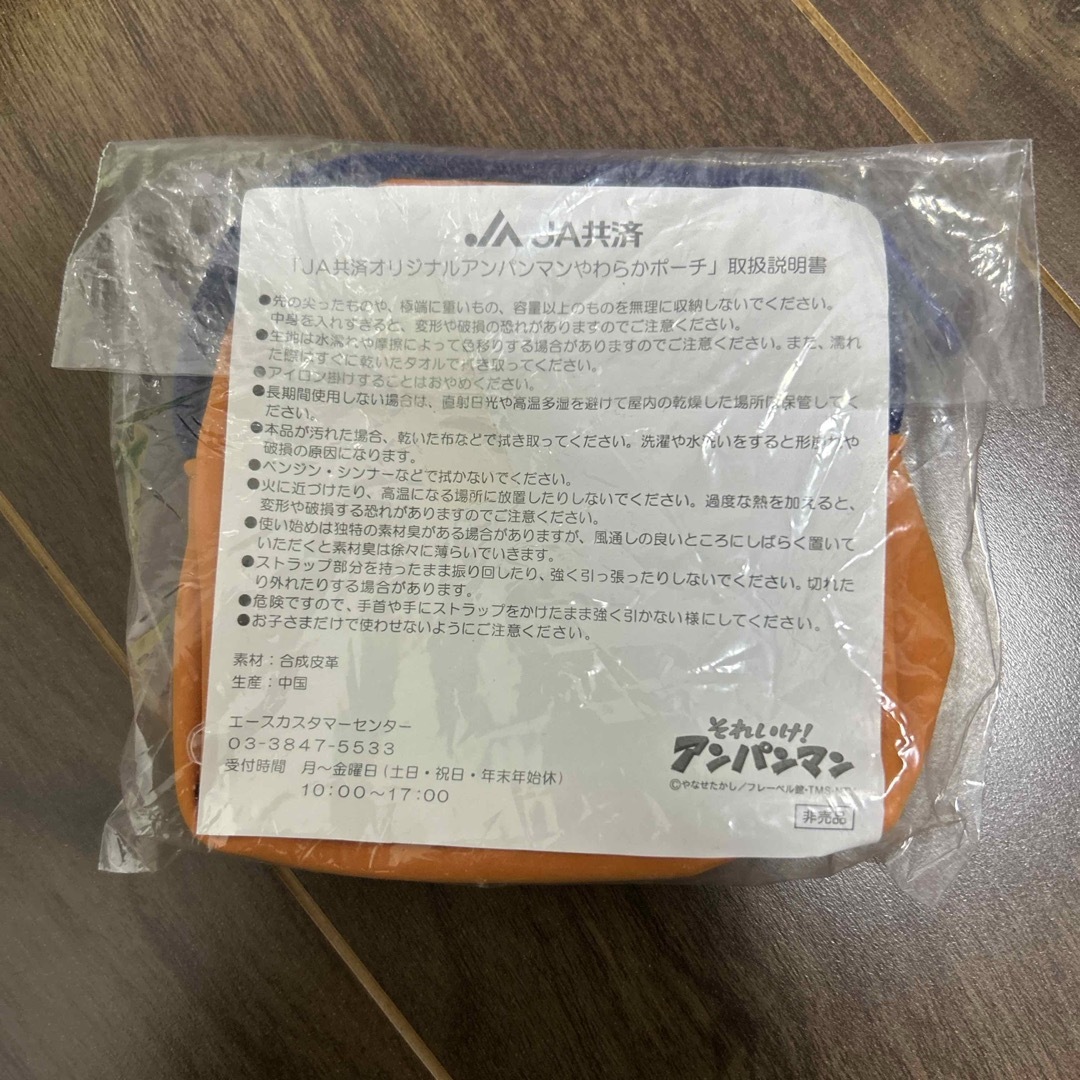 JA共済
「JA共済オリジナルアンパンマンやわらかポーチ」取扱説明書
●先の尖ったものや、極端に重いもの、容量以上のものを無理に収納しないでください。
中身を入れすぎると、変形や破損の恐れがありますのでご注意ください。
●生地は水濡れや摩擦によって色移りする場合がありますのでご注意ください。また、濡れ
た際はすぐに乾いたタオルで拭き取ってください。
●アイロン掛けすることはおやめください。
●長期間使用しない場合は、直射日光や高温多湿を避けて屋内の乾燥した場所に保管してく
ださい。
●本品が汚れた場合、乾いた布などで拭き取ってください。洗濯や水洗いをすると形崩れや
破損の原因になります。
●ベンジン・シンナーなどで拭かないでください。
●火に近づけたり、高温になる場所に放置したりしないでください。過度な熱を加えると、
変形や破損する恐れがありますのでご注意ください。
●使い始めは独特の素材臭がある場合がありますが、風通しの良いところにしばらく置いて
いただくと素材臭は徐々に薄らいでいきます。
●ストラップ部分を持ったまま振り回したり、強く引っ張ったりしないでください。切れた
り外れたりする場合があります。
●危険ですので、手首や手にストラップをかけたまま強く引かない様にしてください。
●お子さまだけで使わせないようにご注意ください。
素材：合成皮革
生産：中国
エースカスタマーセンター
03-3847-5533
受付時間 月～金曜日(土日・祝日・年末年始休)
10:00～17:00
それいけ!
アンパンマン
©やなせたかし／フレーベル館・TMS・NTV
非売品